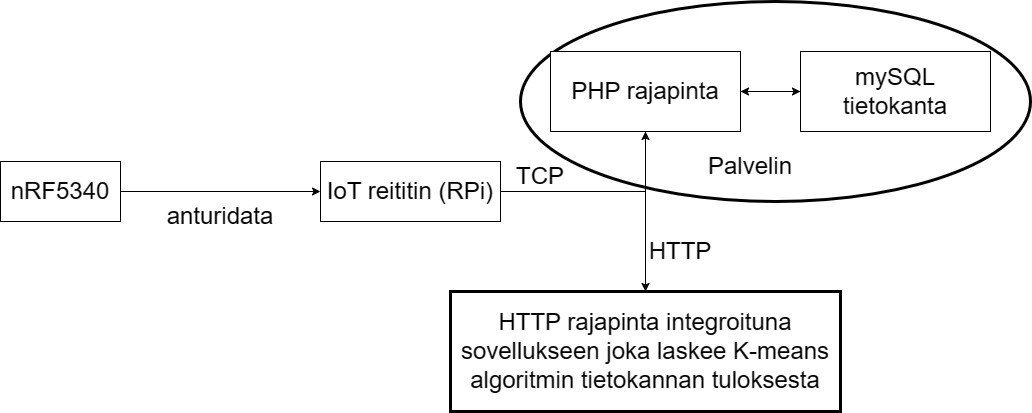 PHP rajapinta
mySQL
tietokanta
Palvelin
nRF5340
anturidata
IoT reititin (RPi)
TCP
HTTP
HTTP rajapinta integroituna
sovellukseen joka laskee K-means
algoritmin tietokannan tuloksesta